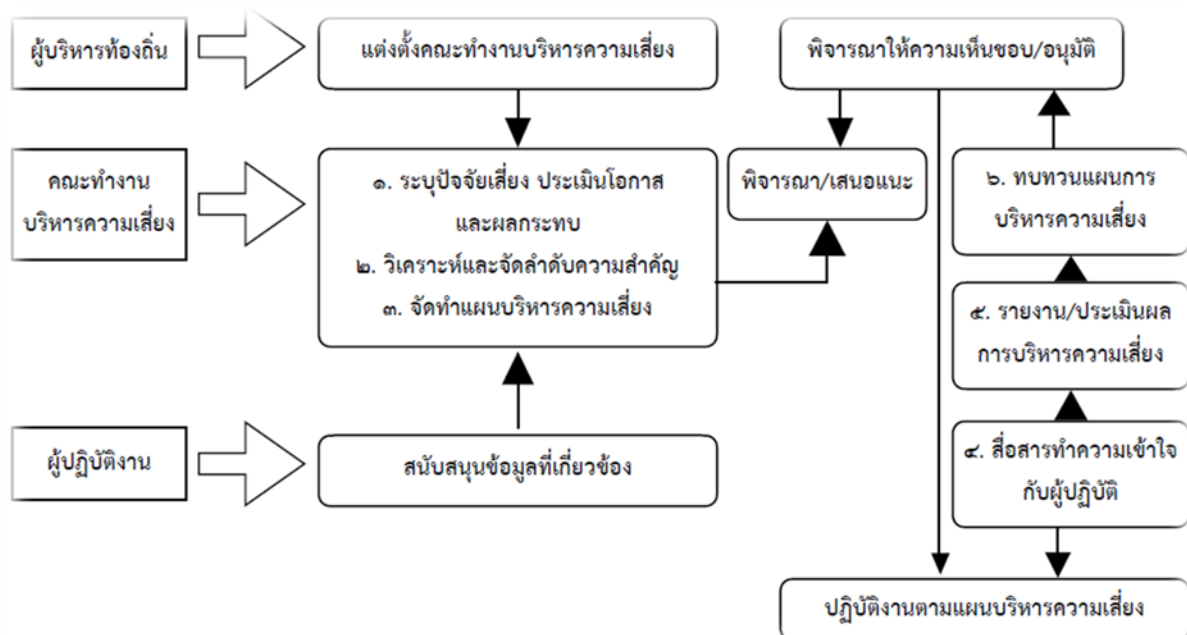 ผู้บริหารท้องถิ่น
แต่งตั้งคณะทำงานบริหารความเสี่ยง
พิจารณาให้ความเห็นชอบ/อนุมัติ
คณะทำงาน
บริหารความเสี่ยง
๑. ระบุปัจจัยเสี่ยง ประเมินโอกาส
และผลกระทบ
๒. วิเคราะห์และจัดลำดับความสำคัญ
๓. จัดทำแผนบริหารความเสี่ยง
พิจารณา/เสนอแนะ
๖. ทบทวนแผนการ
บริหารความเสี่ยง
๕. รายงาน/ประเมินผล
การบริหารความเสี่ยง
ผู้ปฏิบัติงาน
สนับสนุนข้อมูลที่เกี่ยวข้อง
๔. สื่อสารทำความเข้าใจ
กับผู้ปฏิบัติ
ปฏิบัติงานตามแผนบริหารความเสี่ยง